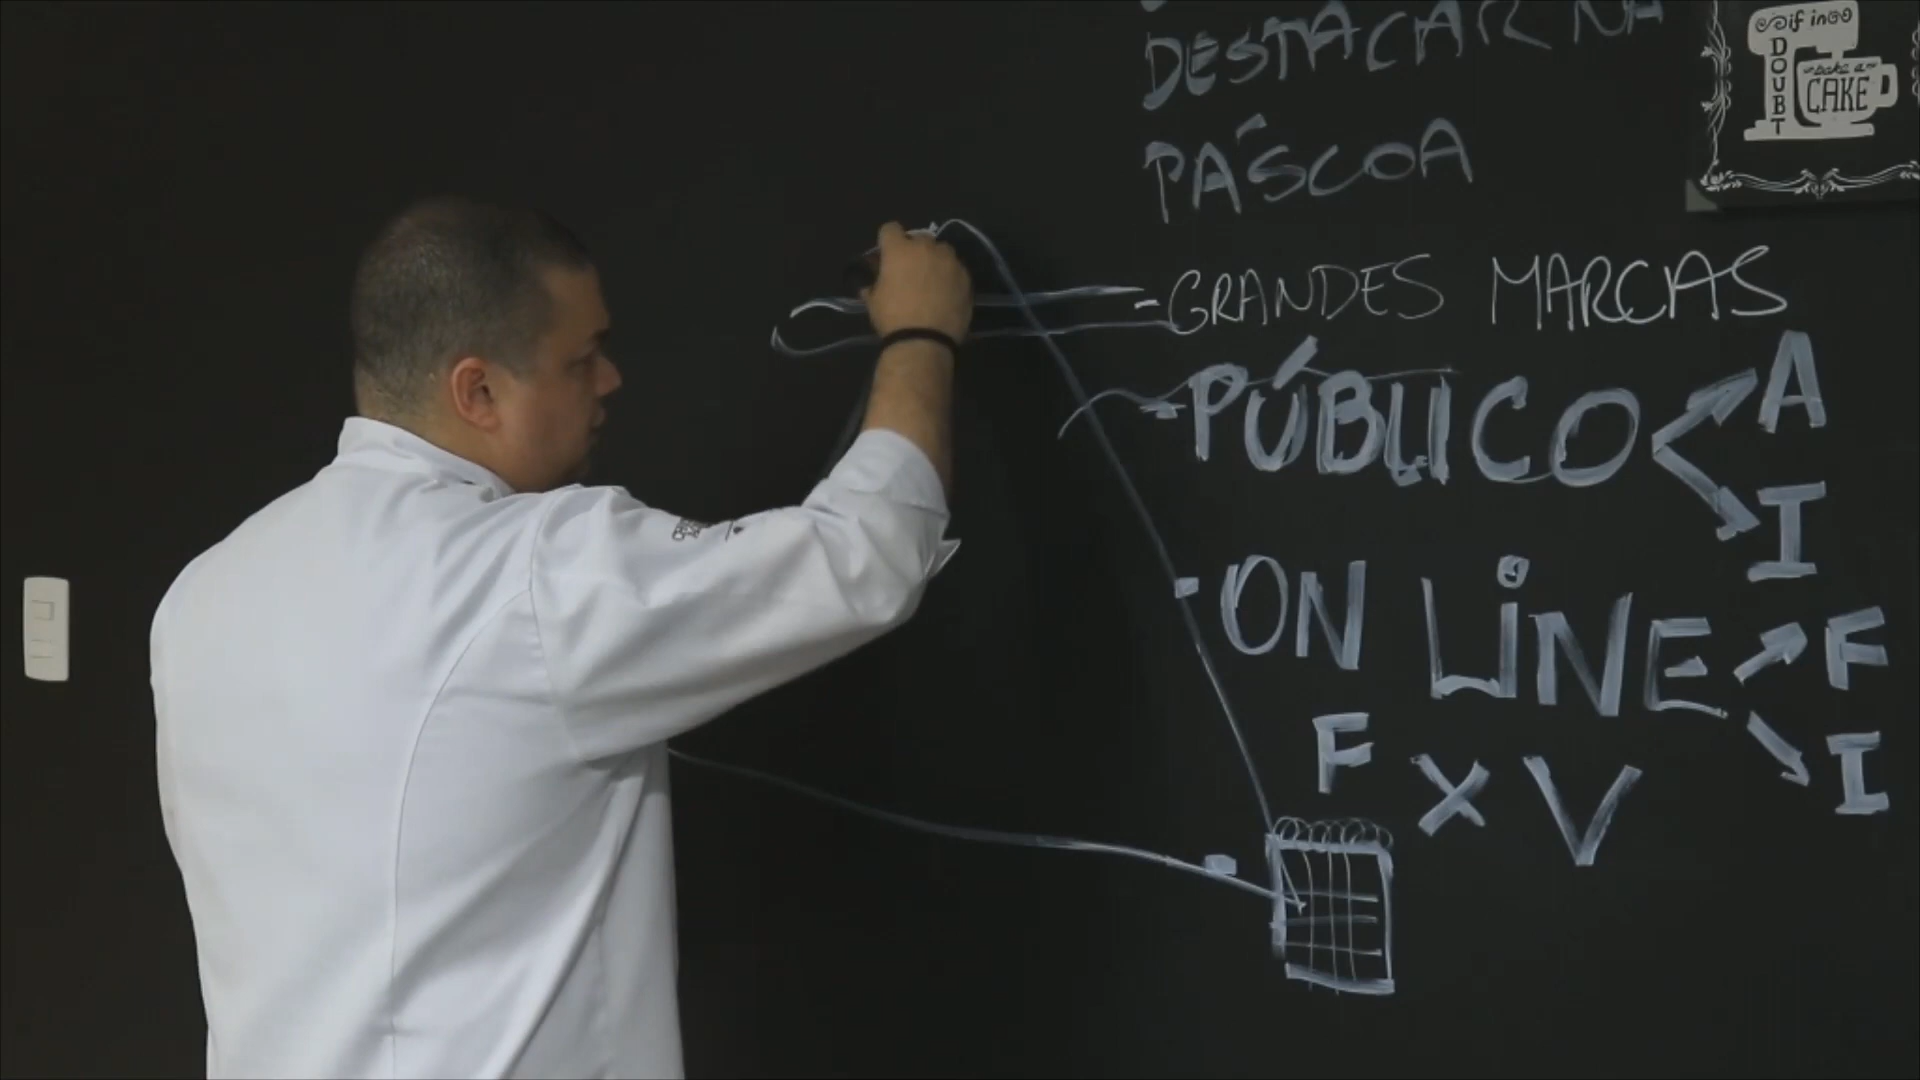 DESTACAR NA
PÁSCOA
-GRANDES MARCAS
-PÚBLICO
A
I
-ON LINE
F
I
F X V
if in
DOUBT
bake a
CAKE